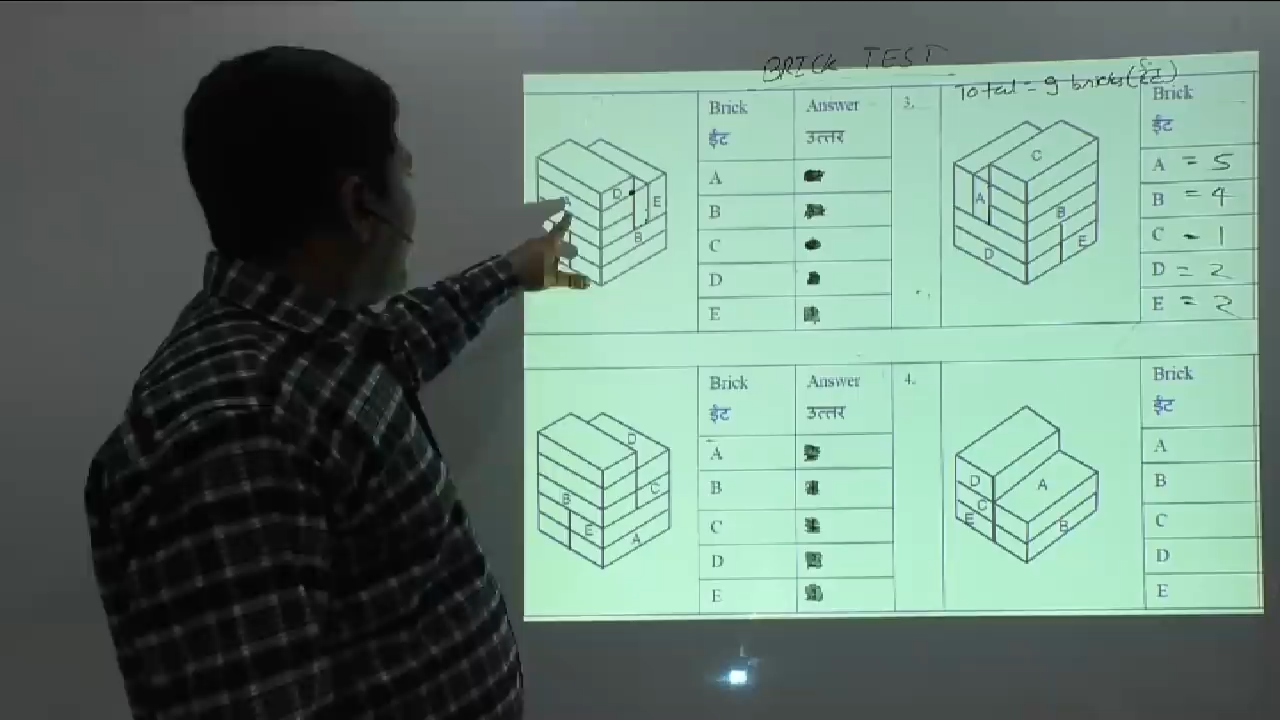 BRICK TEST
Total = 9 bricks (ईंट)
Brick Answer 3. Brick
ईंट उत्तर ईंट
A A = 5
B B = 4
C C - 1
D D = 2
E E = 2
D E B
C A B D E
Brick Answer 4. Brick
ईंट उत्तर ईंट
A A
B B
C C
D D
E E
D B C E A
D A C E B